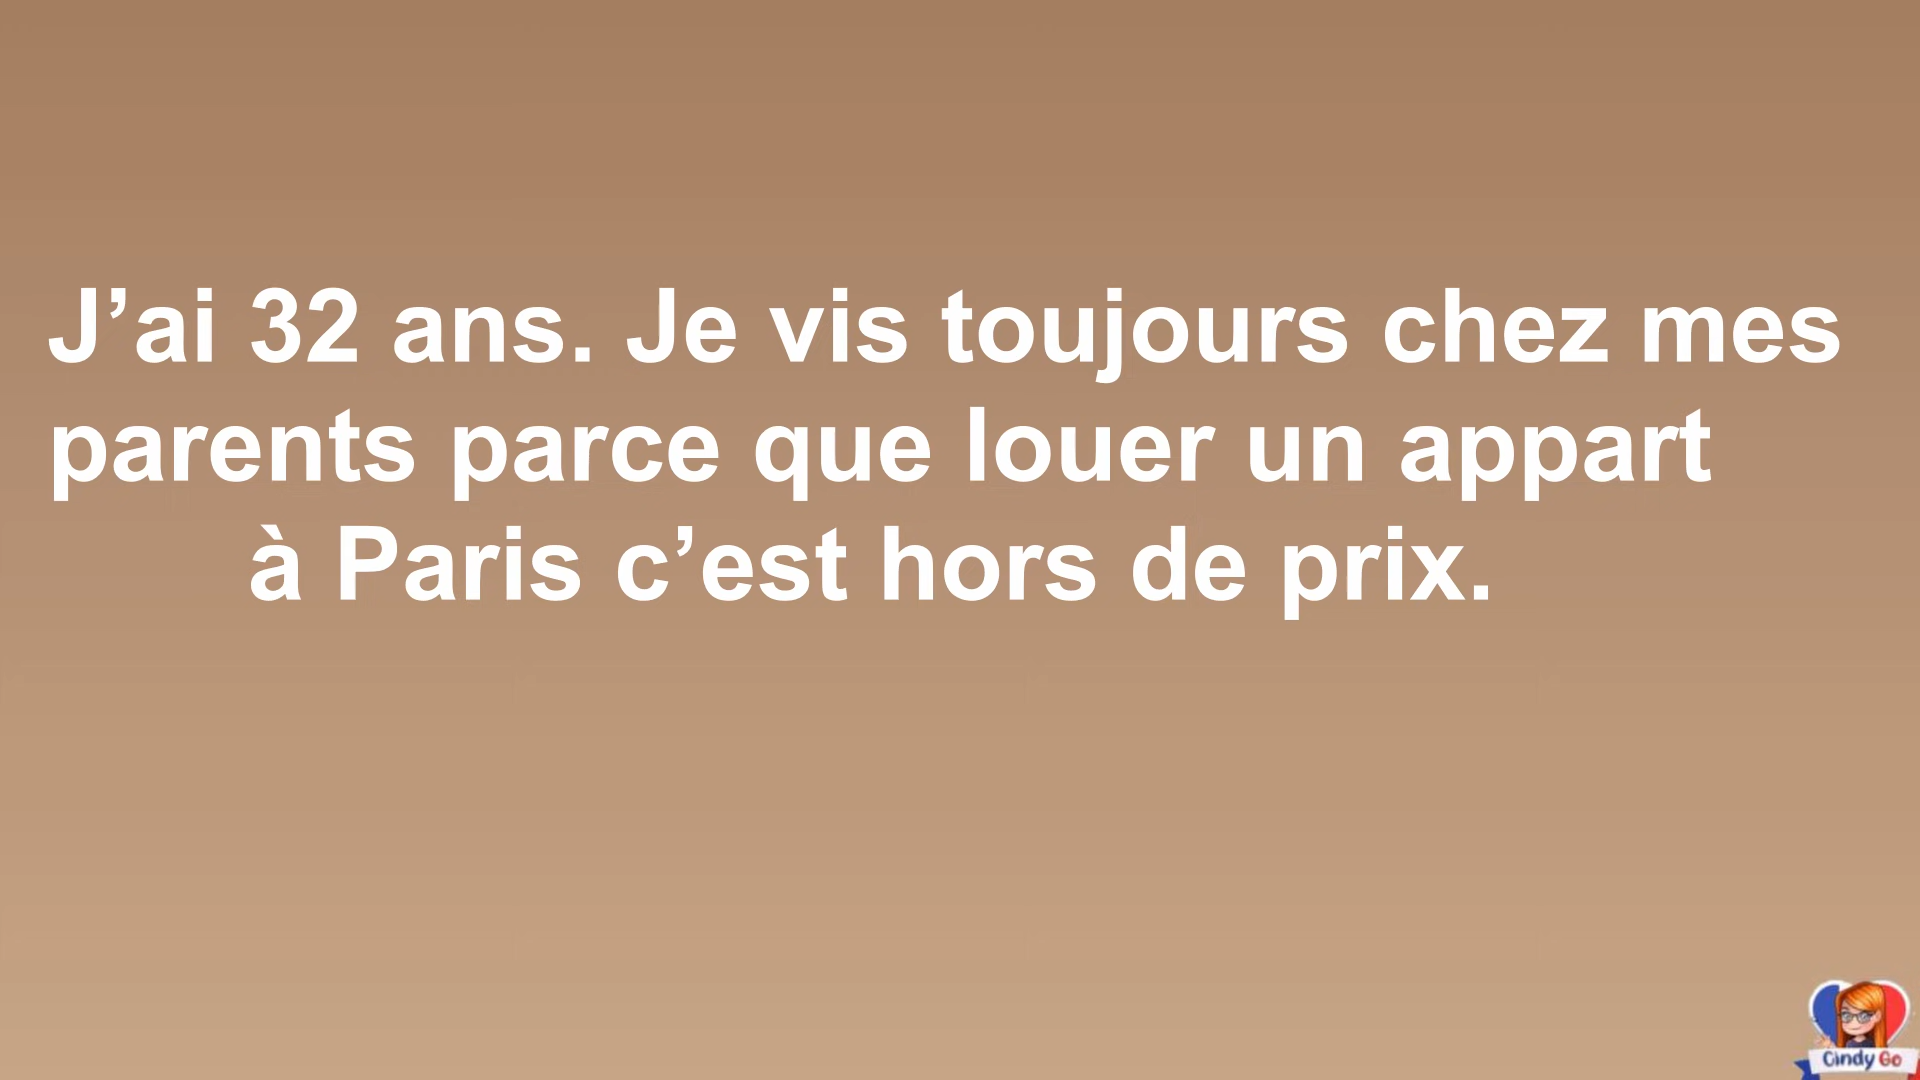 J’ai 32 ans. Je vis toujours chez mes
parents parce que louer un appart
à Paris c’est hors de prix.
Cindy Go